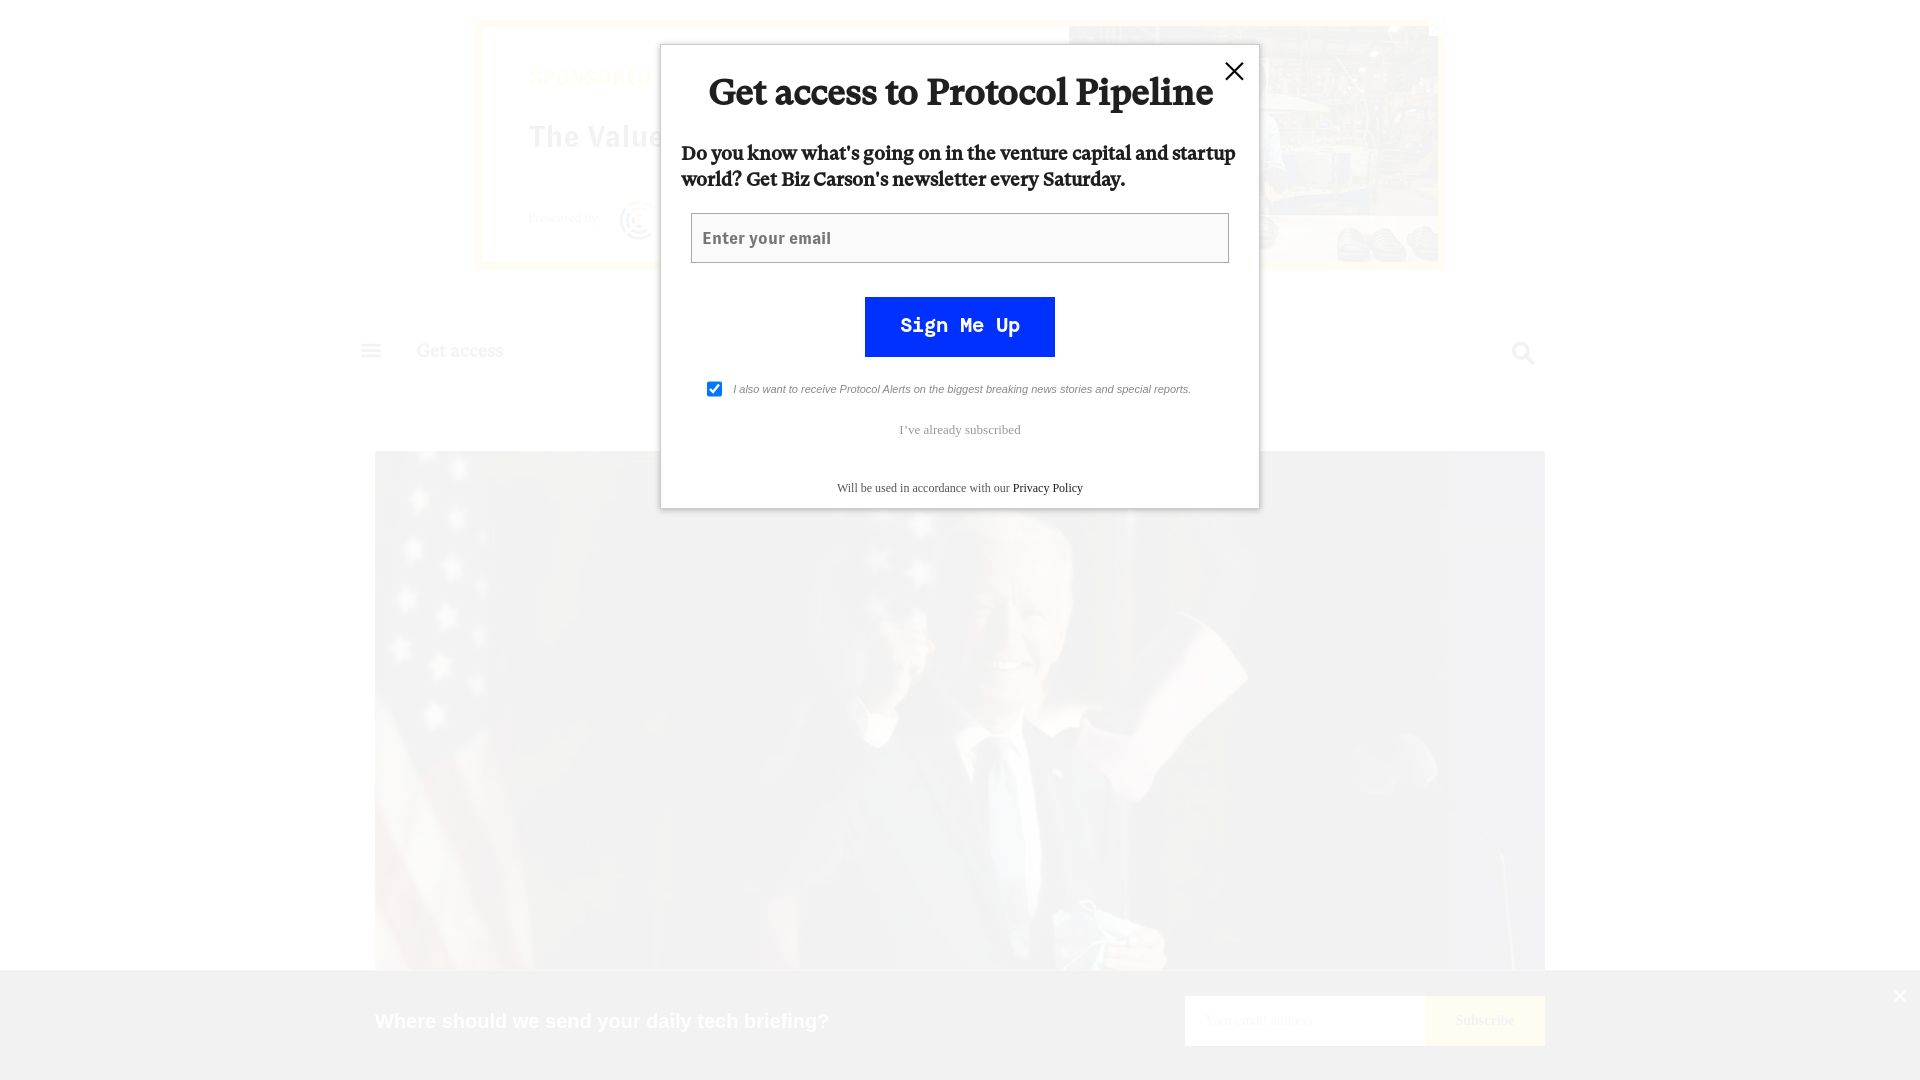 SPONSORED
The Value
Presented by
Get access to Protocol Pipeline
Do you know what's going on in the venture capital and startup
world? Get Biz Carson's newsletter every Saturday.
Enter your email
Sign Me Up
I also want to receive Protocol Alerts on the biggest breaking news stories and special reports.
I've already subscribed
Will be used in accordance with our Privacy Policy
Get access
Where should we send your daily tech briefing?
Your email address
Subscribe